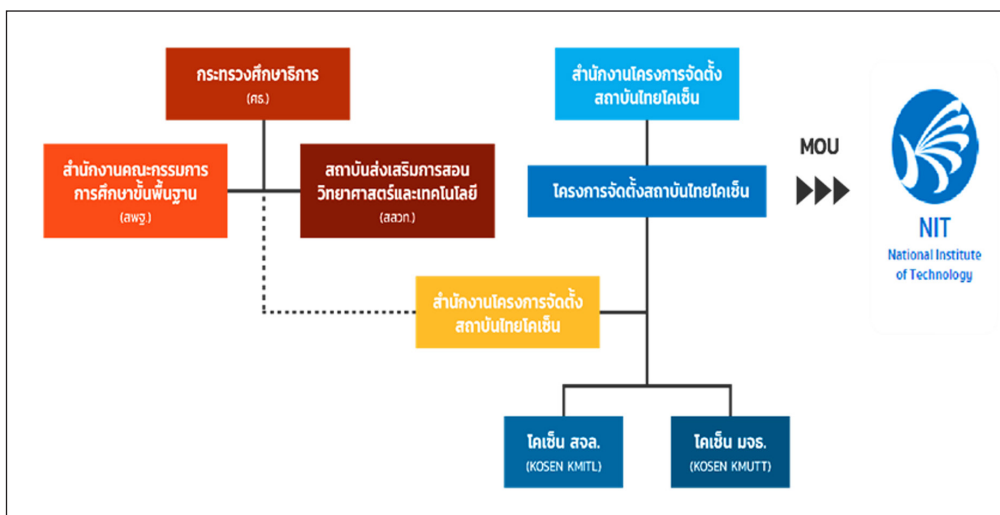 กระทรวงศึกษาธิการ
(ศธ.)
สำนักงานคณะกรรมการ
การศึกษาขั้นพื้นฐาน
(สพฐ.)
สถาบันส่งเสริมการสอน
วิทยาศาสตร์และเทคโนโลยี
(สสวท.)
สำนักงานโครงการจัดตั้ง
สถาบันไทยโคเซ็น
โครงการจัดตั้งสถาบันไทยโคเซ็น
MOU
NIT
National Institute
of Technology
สำนักงานโครงการจัดตั้ง
สถาบันไทยโคเซ็น
โคเซ็น สจล.
(KOSEN KMITL)
โคเซ็น มจธ.
(KOSEN KMUTT)